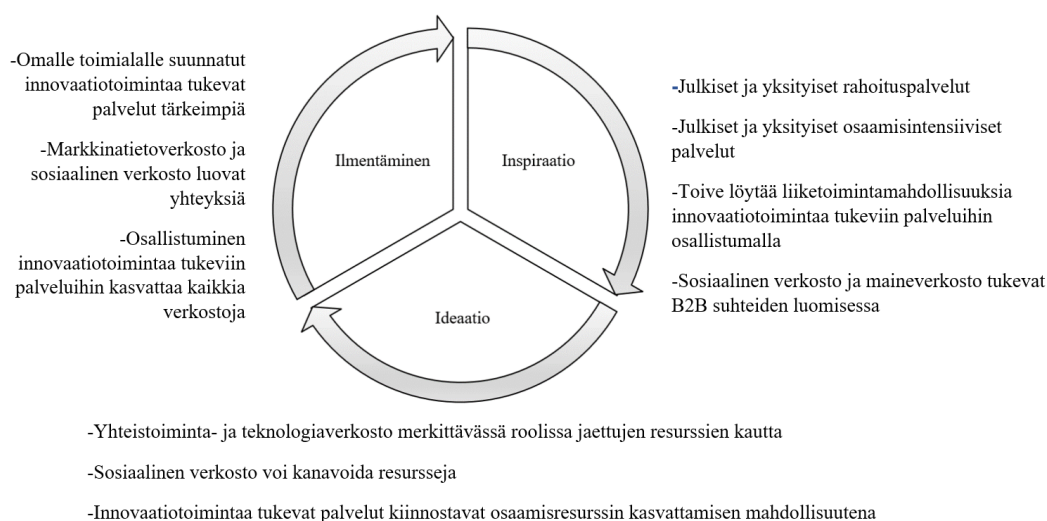 -Omalle toimialalle suunnatut
innovaatiotoimintaa tukevat
palvelut tärkeimpiä
-Markkinatietoverkosto ja
sosiaalinen verkosto luovat
yhteyksiä
-Osallistuminen
innovaatiotoimintaa tukeviin
palveluihin kasvattaa kaikkia
verkostoja
Ilmentäminen
Inspiraatio
Ideaatio
-Julkiset ja yksityiset rahoituspalvelut
-Julkiset ja yksityiset osaamisintensiiviset
palvelut
-Toive löytää liiketoimintamahdollisuuksia
innovaatiotoimintaa tukeviin palveluihin
osallistumalla
-Sosiaalinen verkosto ja maineverkosto tukevat
B2B suhteiden luomisessa
-Yhteistoiminta- ja teknologiaverkosto merkittävässä roolissa jaettujen resurssien kautta
-Sosiaalinen verkosto voi kanavoida resursseja
-Innovaatiotoimintaa tukevat palvelut kiinnostavat osaamisresurssin kasvattamisen mahdollisuutena